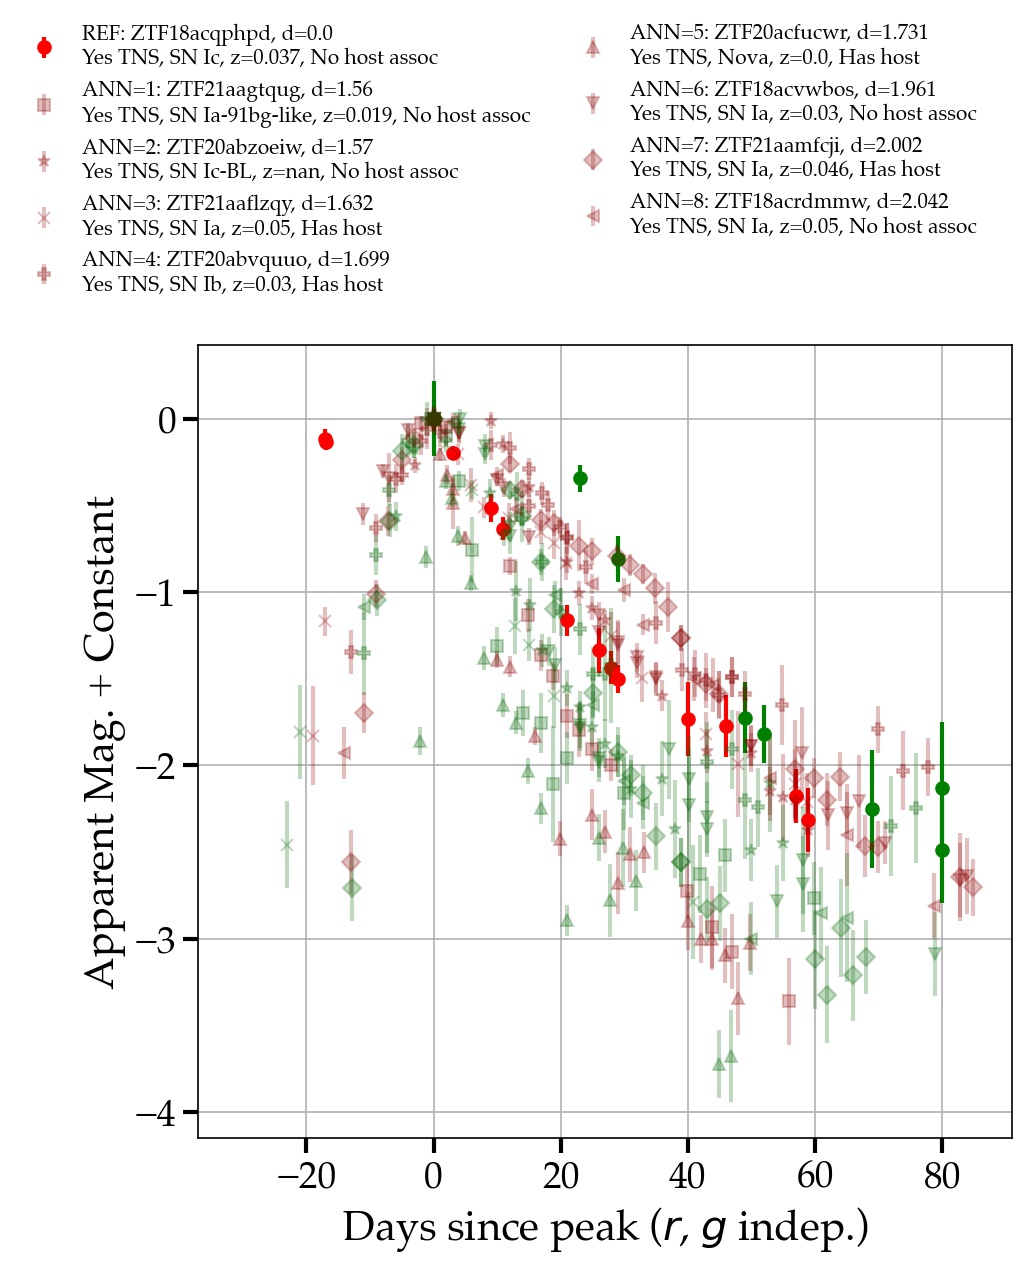 REF: ZTF18acqphpd, d=0.0
Yes TNS, SN Ic, z=0.037, No host assoc
ANN=1: ZTF21aagtqug, d=1.56
Yes TNS, SN Ia-91bg-like, z=0.019, No host assoc
ANN=2: ZTF20abzoeiw, d=1.57
Yes TNS, SN Ic-BL, z=nan, No host assoc
ANN=3: ZTF21aaflzqy, d=1.632
Yes TNS, SN Ia, z=0.05, Has host
ANN=4: ZTF20abvquuo, d=1.699
Yes TNS, SN Ib, z=0.03, Has host
ANN=5: ZTF20acfucwr, d=1.731
Yes TNS, Nova, z=0.0, Has host
ANN=6: ZTF18acvwbos, d=1.961
Yes TNS, SN Ia, z=0.03, No host assoc
ANN=7: ZTF21aamfcji, d=2.002
Yes TNS, SN Ia, z=0.046, Has host
ANN=8: ZTF18acrdmmw, d=2.042
Yes TNS, SN Ia, z=0.05, No host assoc
Apparent Mag. + Constant
0
−1
−2
−3
−4
−20
0
20
40
60
80
Days since peak (r, g indep.)